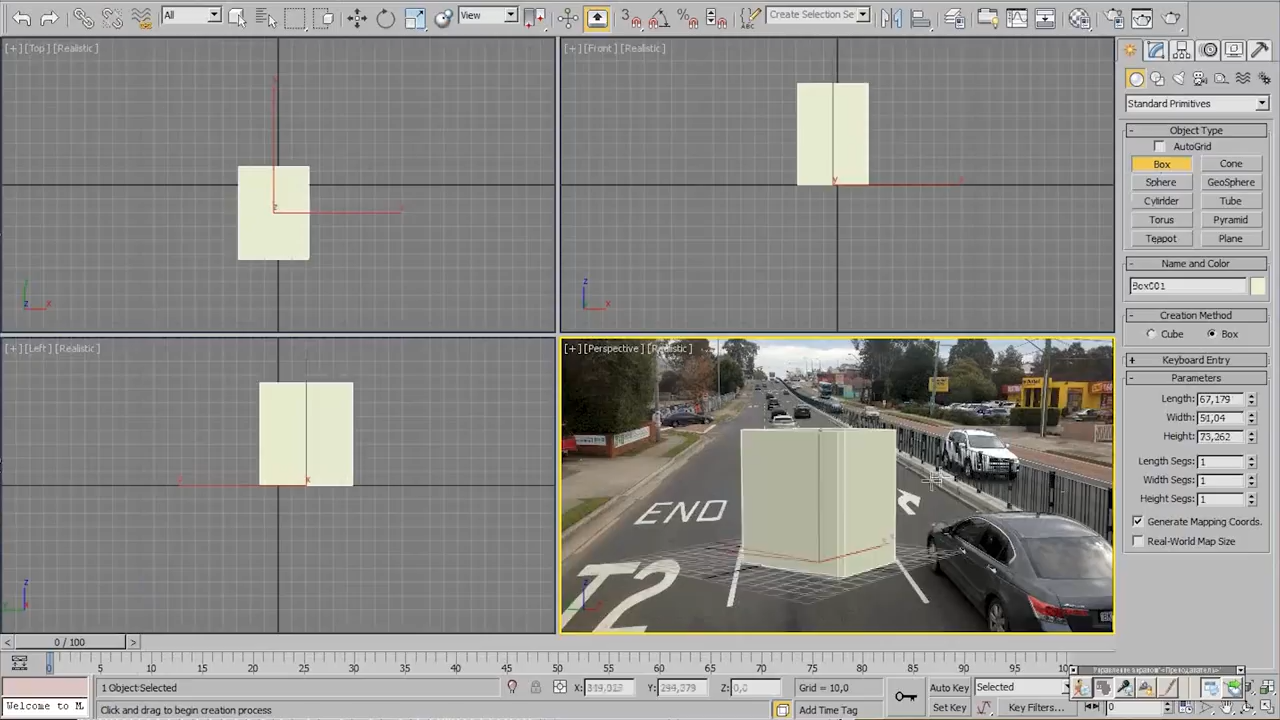 All
View
Create Selection Se
[+] [Top] [Realistic]
[+] [Front] [Realistic]
[+] [Left] [Realistic]
[+] [Perspective] [Realistic]
END
T2
Standard Primitives
Object Type
AutoGrid
Box
Cone
Sphere
GeoSphere
Cylinder
Tube
Torus
Pyramid
Teapot
Plane
Name and Color
Box001
Creation Method
Cube
Box
Keyboard Entry
Parameters
Length: 67,179
Width: 51,04
Height: 73,262
Length Segs: 1
Width Segs: 1
Height Segs: 1
Generate Mapping Coords.
Real-World Map Size
0 / 100
0 5 10 15 20 25 30 35 40 45 50 55 60 65 70 75 80 85 90 95 100
1 Object Selected
X: 349,023
Y: 294,379
Z: 0,0
Grid = 10,0
Auto Key
Selected
Welcome to M
Click and drag to begin creation process
Add Time Tag
Set Key
Key Filters...
0